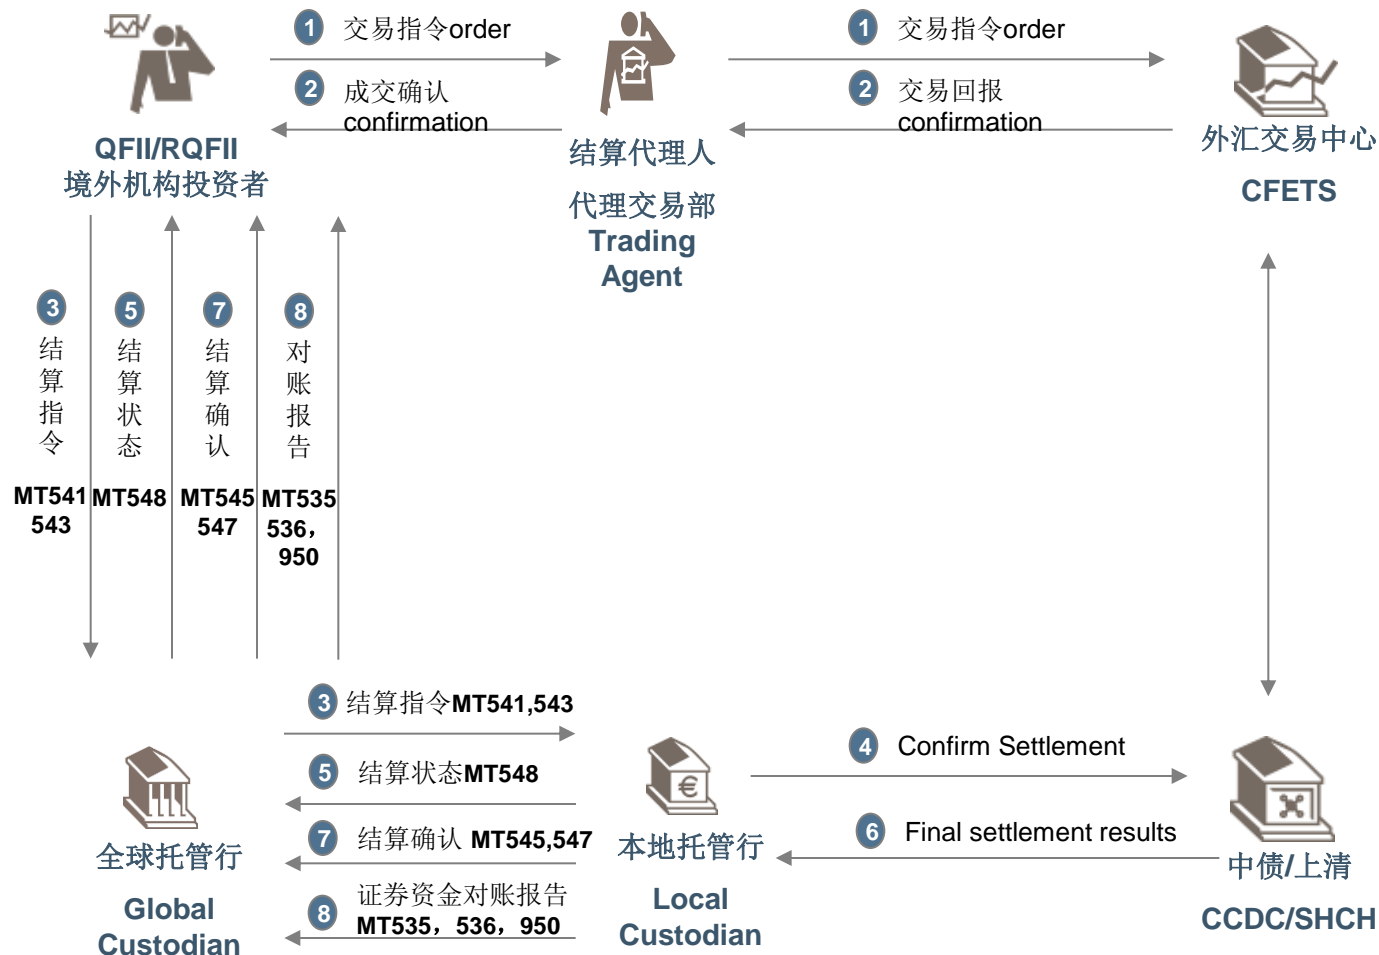 1 交易指令order
2 成交确认
confirmation
1 交易指令order
2 交易回报
confirmation
QFII/RQFII
境外机构投资者
结算代理人
代理交易部
Trading
Agent
外汇交易中心
CFETS
3
结
算
指
令
MT541
543
5
结
算
状
态
MT548
7
结
算
确
认
MT545
547
8
对
账
报
告
MT535
536，
950
3 结算指令MT541,543
5 结算状态MT548
7 结算确认 MT545,547
8 证券资金对账报告
MT535，536，950
4 Confirm Settlement
6 Final settlement results
全球托管行
Global
Custodian
本地托管行
Local
Custodian
€
中债/上清
CCDC/SHCH